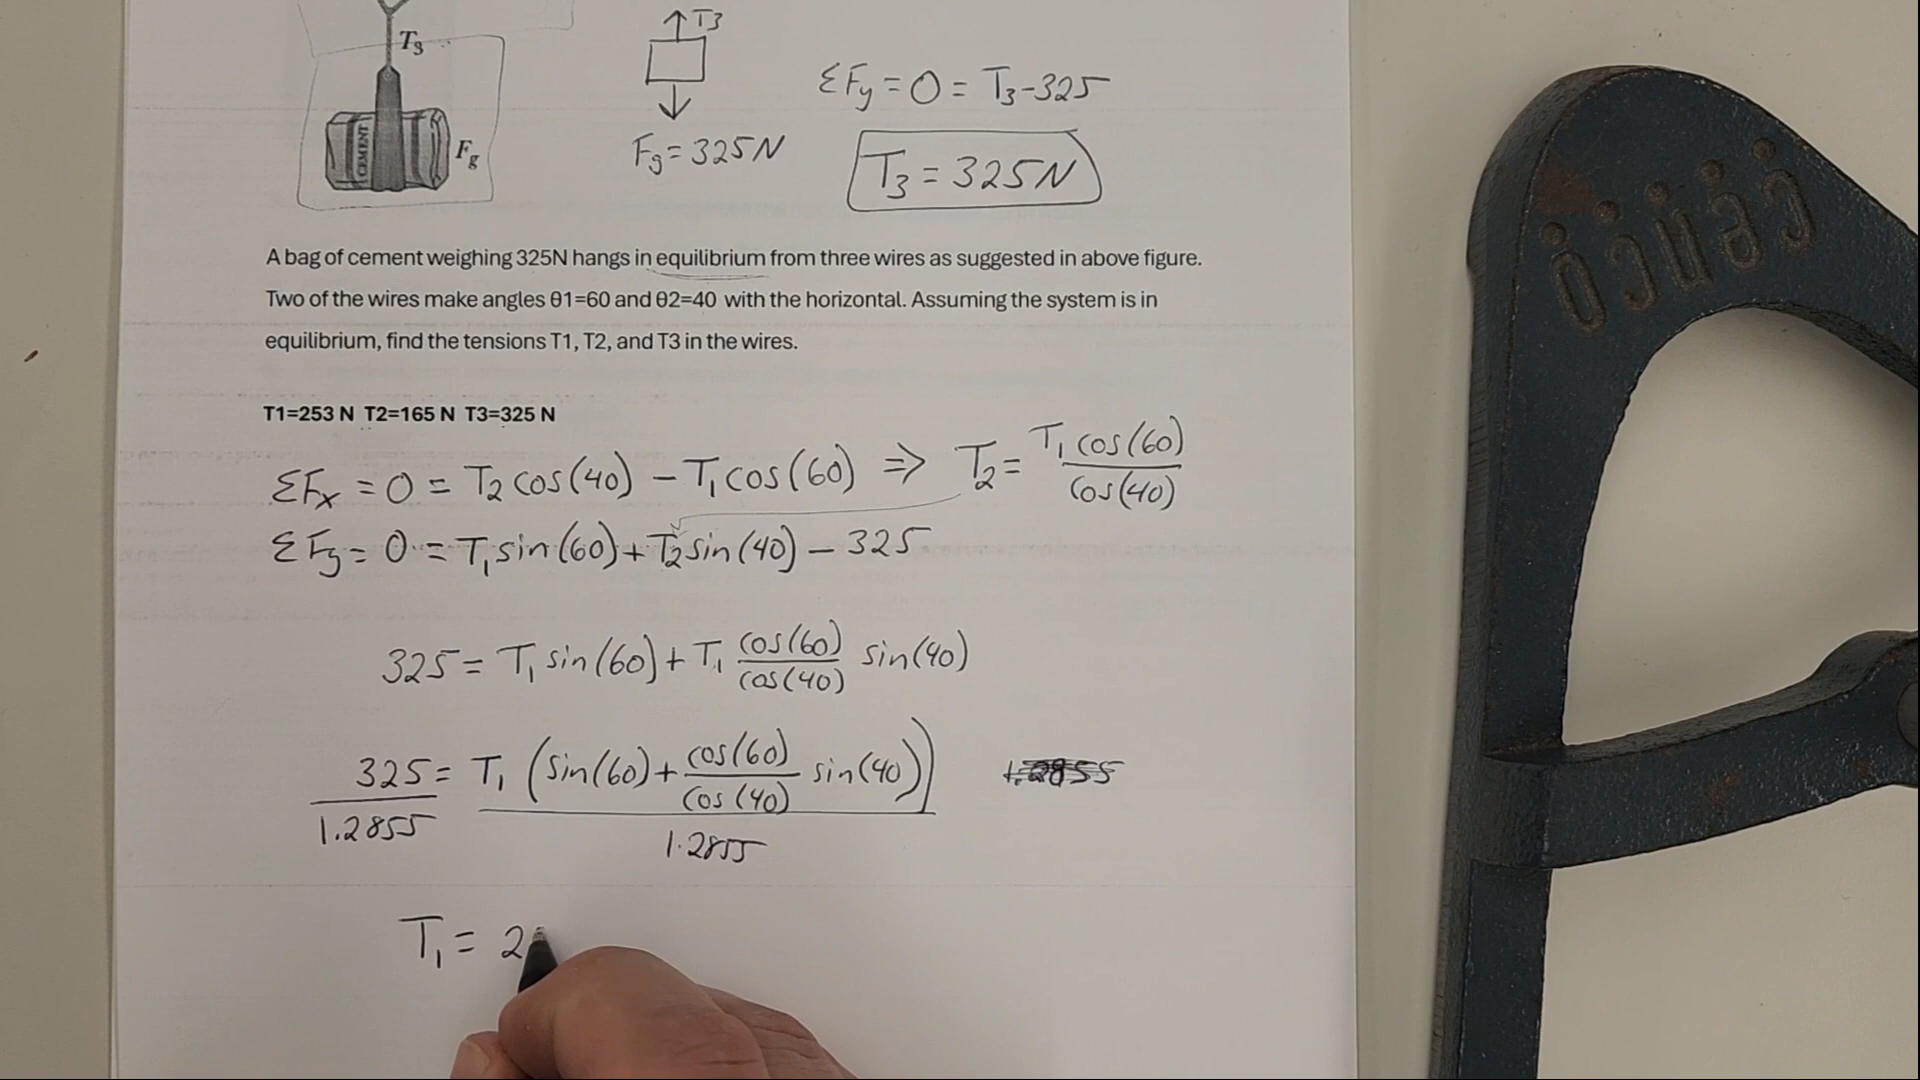 T3
T3
ΣFy = 0 = T3 - 325
CEMENT
Fg
Fg = 325N
T3 = 325N
A bag of cement weighing 325N hangs in equilibrium from three wires as suggested in above figure.
Two of the wires make angles θ1=60 and θ2=40 with the horizontal. Assuming the system is in
equilibrium, find the tensions T1, T2, and T3 in the wires.
T1=253 N T2=165 N T3=325 N
ΣFx = 0 = T2 cos(40) - T1 cos(60) => T2 = T1 cos(60) / cos(40)
ΣFy = 0 = T1 sin(60) + T2 sin(40) - 325
325 = T1 sin(60) + T1 cos(60) / cos(40) sin(40)
325 = T1 (sin(60) + cos(60) / cos(40) sin(40)) 1.2855
1.2855 1.2855
T1 = 2